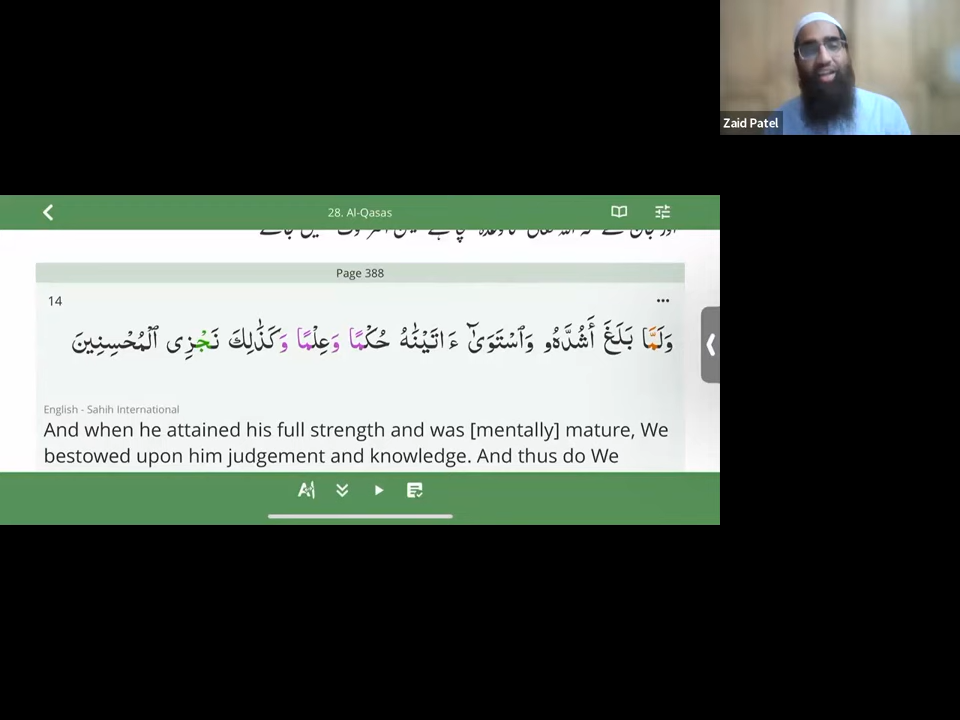 Zaid Patel
28. Al-Qasas
Page 388
14
وَلَمَّا بَلَغَ أَشُدَّهُۥ وَٱسْتَوَىٰٓ ءَاتَيْنَٰهُ حُكْمًا وَعِلْمًا وَكَذَٰلِكَ نَجْزِى ٱلْمُحْسِنِينَ
English - Sahih International
And when he attained his full strength and was [mentally] mature, We
bestowed upon him judgement and knowledge. And thus do We